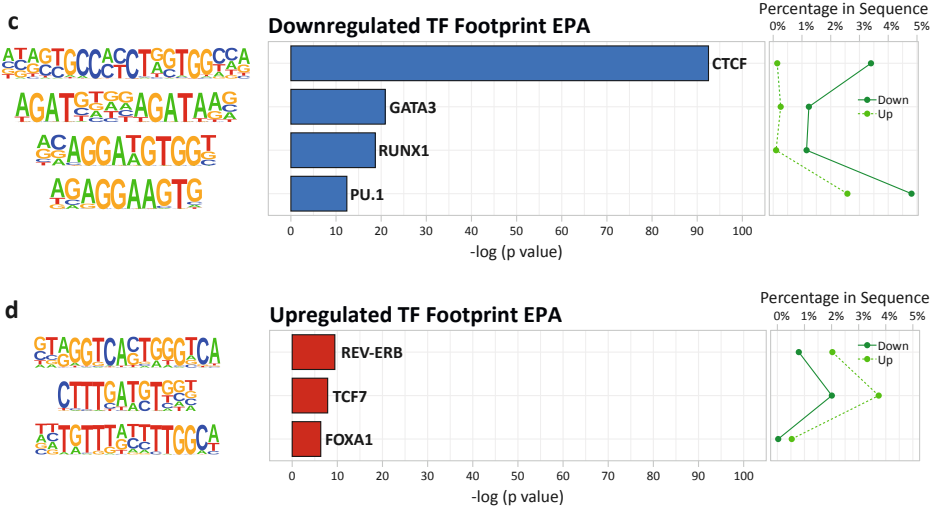 c
Downregulated TF Footprint EPA
Percentage in Sequence
0% 1% 2% 3% 4% 5%
CTCF
GATA3
RUNX1
PU.1
Down
Up
0 10 20 30 40 50 60 70 80 90 100
-log (p value)
AGATAAGATAAG
AGAGGAAGTG
d
Upregulated TF Footprint EPA
Percentage in Sequence
0% 1% 2% 3% 4% 5%
REV-ERB
TCF7
FOXA1
Down
Up
0 10 20 30 40 50 60 70 80 90 100
-log (p value)